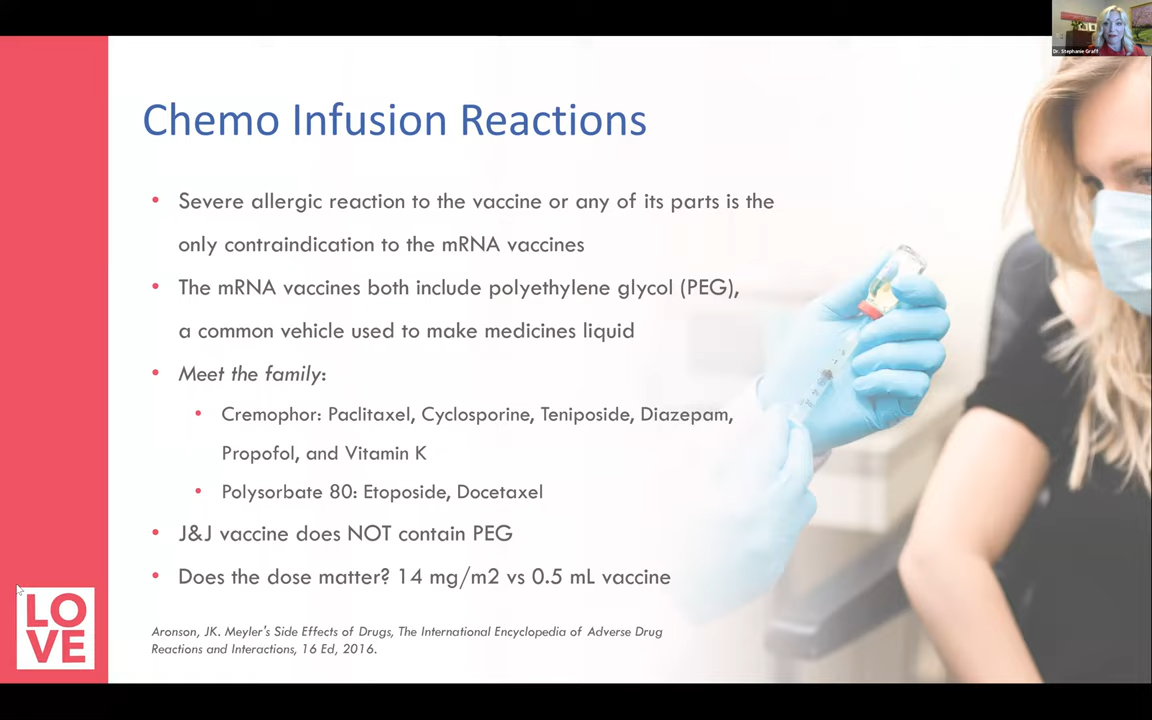 Dr. Stephanie Graff
Chemo Infusion Reactions
• Severe allergic reaction to the vaccine or any of its parts is the
only contraindication to the mRNA vaccines
• The mRNA vaccines both include polyethylene glycol (PEG),
a common vehicle used to make medicines liquid
• Meet the family:
• Cremophor: Paclitaxel, Cyclosporine, Teniposide, Diazepam,
Propofol, and Vitamin K
• Polysorbate 80: Etoposide, Docetaxel
• J&J vaccine does NOT contain PEG
• Does the dose matter? 14 mg/m2 vs 0.5 mL vaccine
Aronson, JK. Meyler's Side Effects of Drugs, The International Encyclopedia of Adverse Drug
Reactions and Interactions, 16 Ed, 2016.
LO
VE